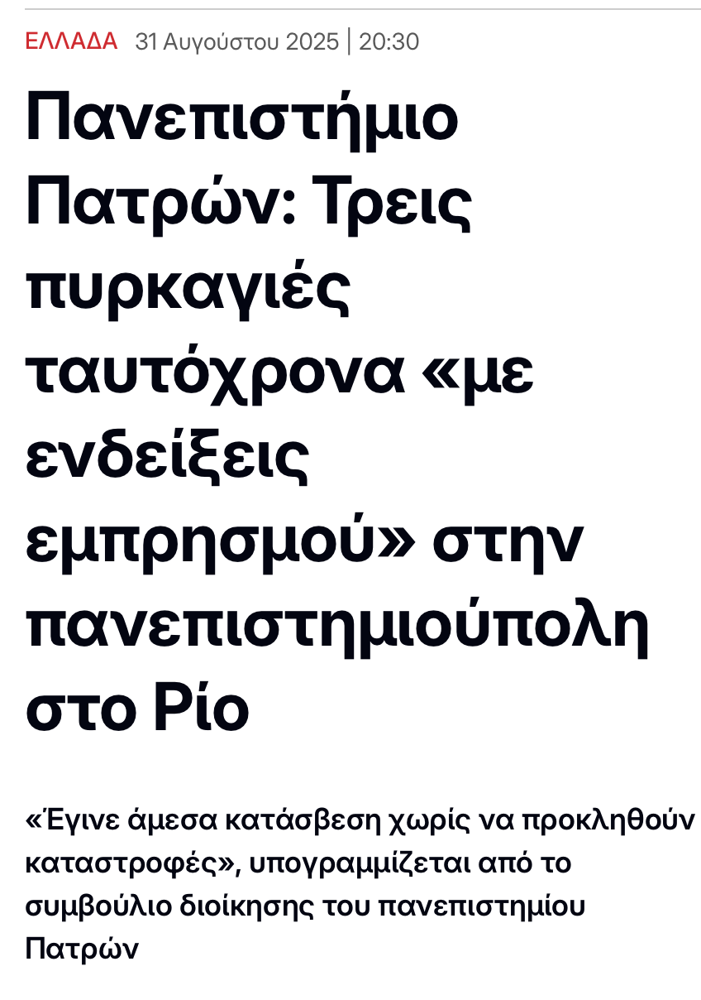 ΕΛΛΑΔΑ 31 Αυγούστου 2025 | 20:30
Πανεπιστήμιο
Πατρών: Τρεις
πυρκαγιές
ταυτόχρονα «με
ενδείξεις
εμπρησμού» στην
πανεπιστημιούπολη
στο Ρίο
«Έγινε άμεσα κατάσβεση χωρίς να προκληθούν
καταστροφές», υπογραμμίζεται από το
συμβούλιο διοίκησης του πανεπιστημίου
Πατρών